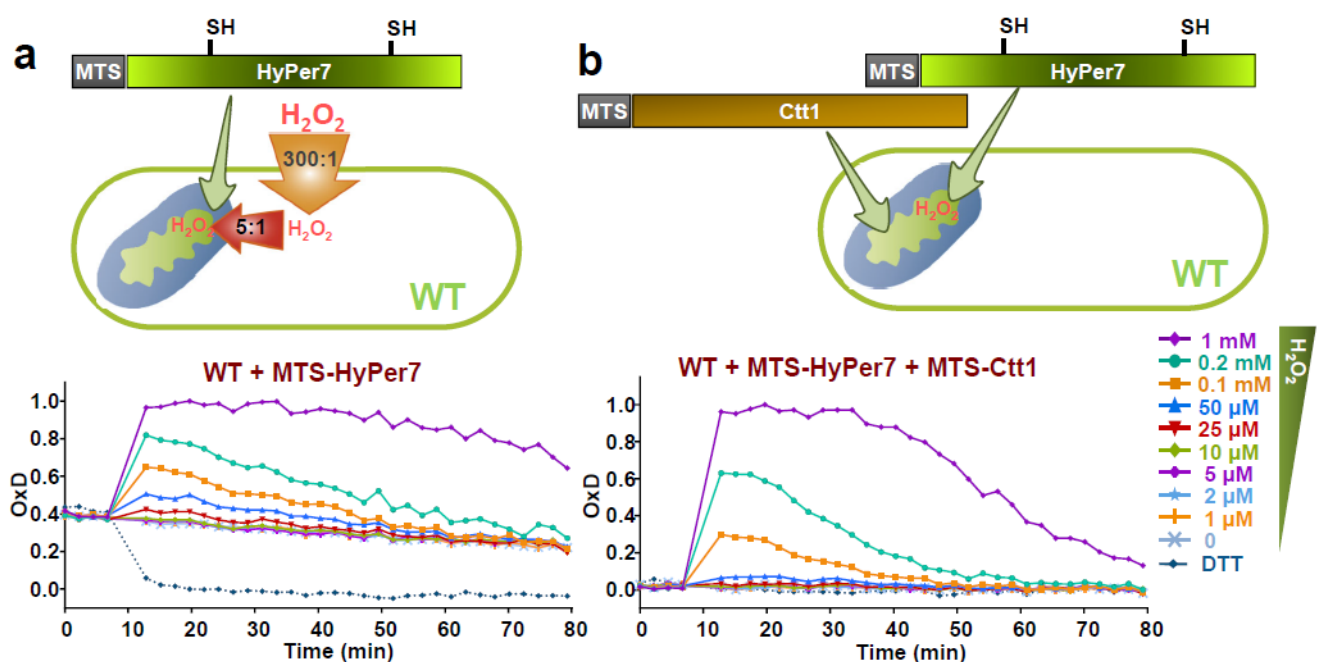 a
SH SH
MTS HyPer7
H₂O₂
300:1
H₂O₂ 5:1 H₂O₂
WT
WT + MTS-HyPer7
OxD
1.0
0.8
0.6
0.4
0.2
0.0
0 10 20 30 40 50 60 70 80
Time (min)
b
SH SH
MTS HyPer7
MTS Ctt1
H₂O₂
WT
WT + MTS-HyPer7 + MTS-Ctt1
OxD
1.0
0.8
0.6
0.4
0.2
0.0
0 10 20 30 40 50 60 70 80
Time (min)
1 mM
0.2 mM
0.1 mM
50 µM
25 µM
10 µM
5 µM
2 µM
1 µM
0
DTT
H₂O₂